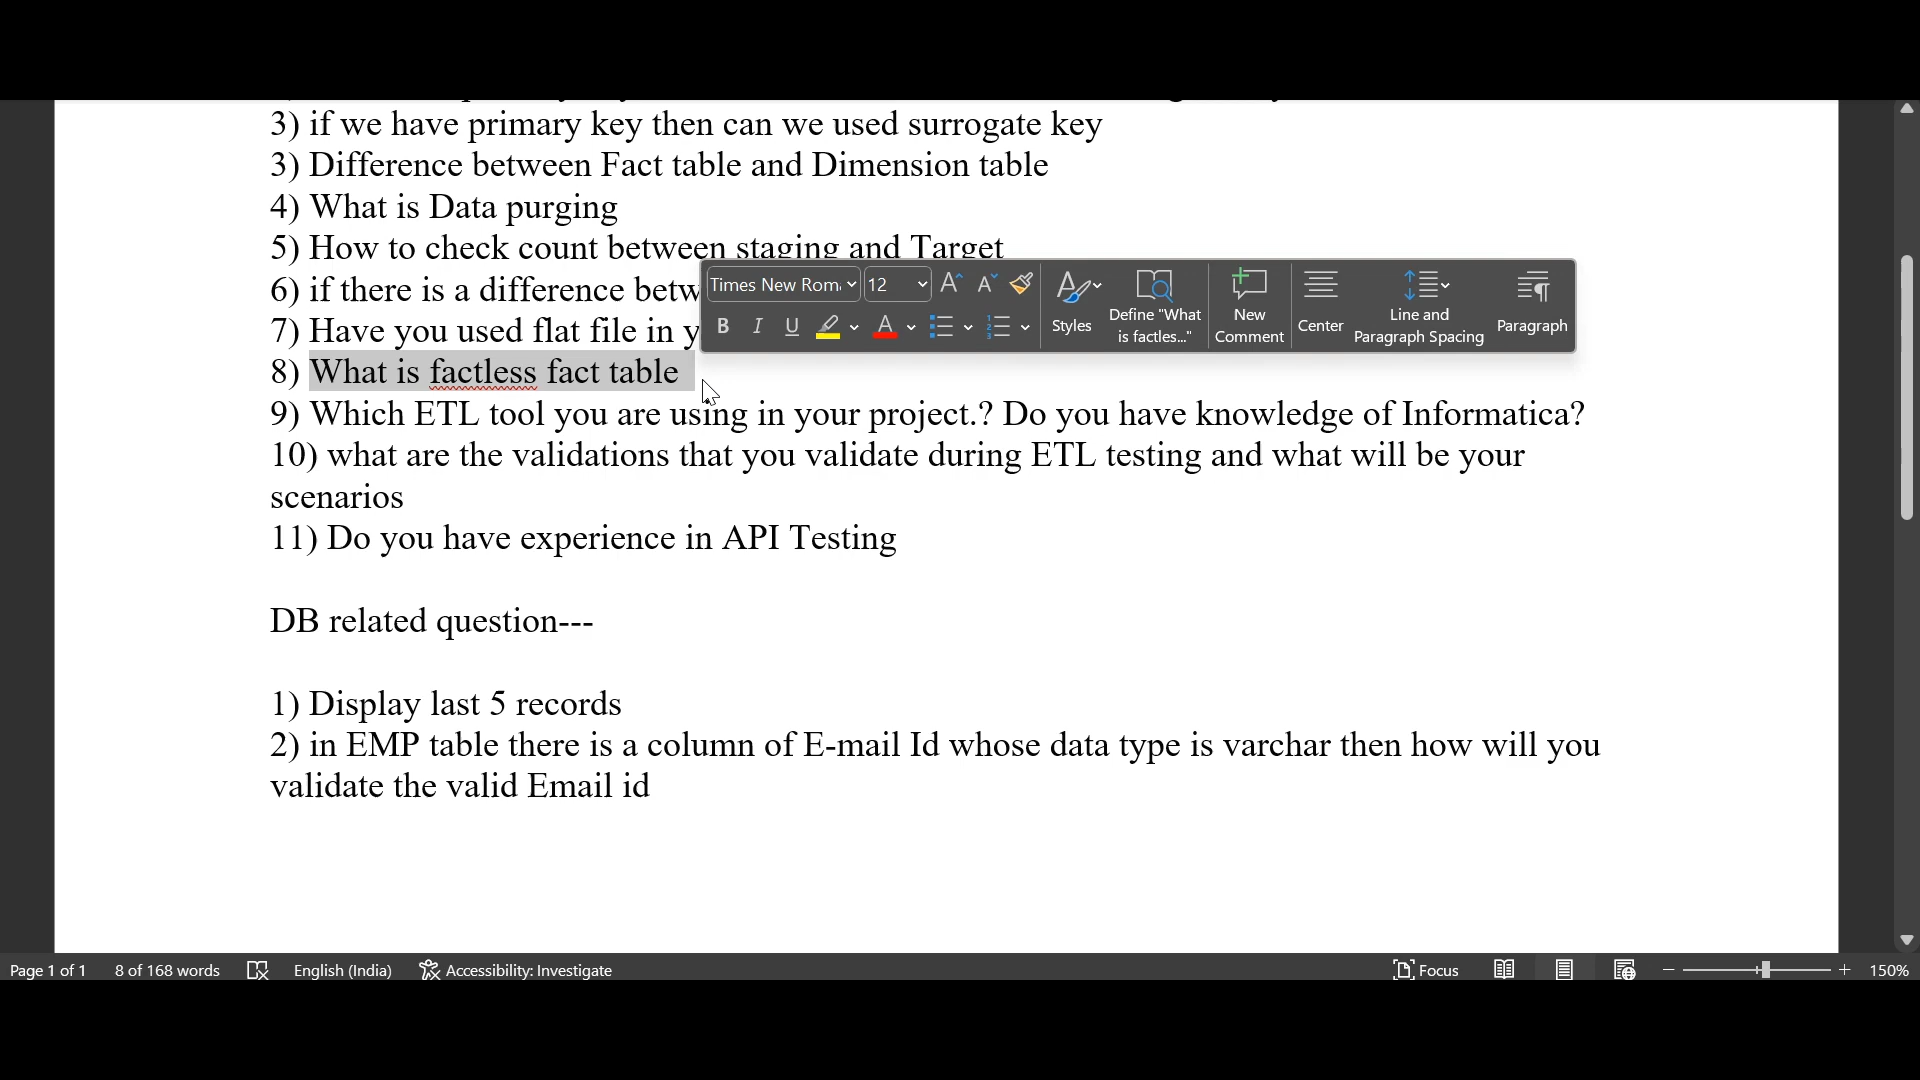 3) if we have primary key then can we used surrogate key
3) Difference between Fact table and Dimension table
4) What is Data purging
5) How to check count between staging and Target
6) if there is a difference betw
7) Have you used flat file in y
Times New Rom 12
Styles
Define "What is factles..."
New Comment
Center
Line and Paragraph Spacing
Paragraph
8) What is factless fact table
9) Which ETL tool you are using in your project.? Do you have knowledge of Informatica?
10) what are the validations that you validate during ETL testing and what will be your
scenarios
11) Do you have experience in API Testing
DB related question---
1) Display last 5 records
2) in EMP table there is a column of E-mail Id whose data type is varchar then how will you
validate the valid Email id
Page 1 of 1 8 of 168 words English (India) Accessibility: Investigate Focus 150%